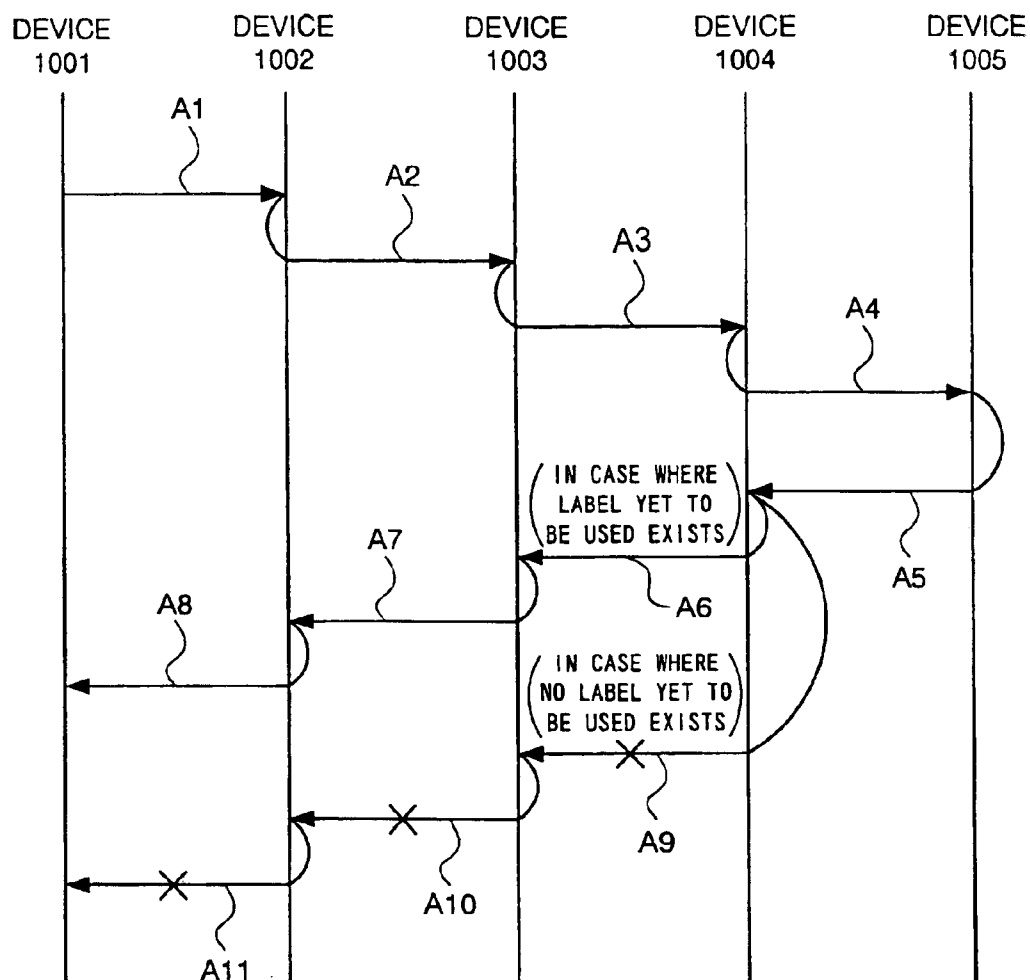 DEVICE 1001
DEVICE 1002
DEVICE 1003
DEVICE 1004
DEVICE 1005
A1
A2
A3
A4
(IN CASE WHERE
LABEL YET TO
BE USED EXISTS)
A5
A6
A7
A8
(IN CASE WHERE
NO LABEL YET TO
BE USED EXISTS)
A9
A10
A11